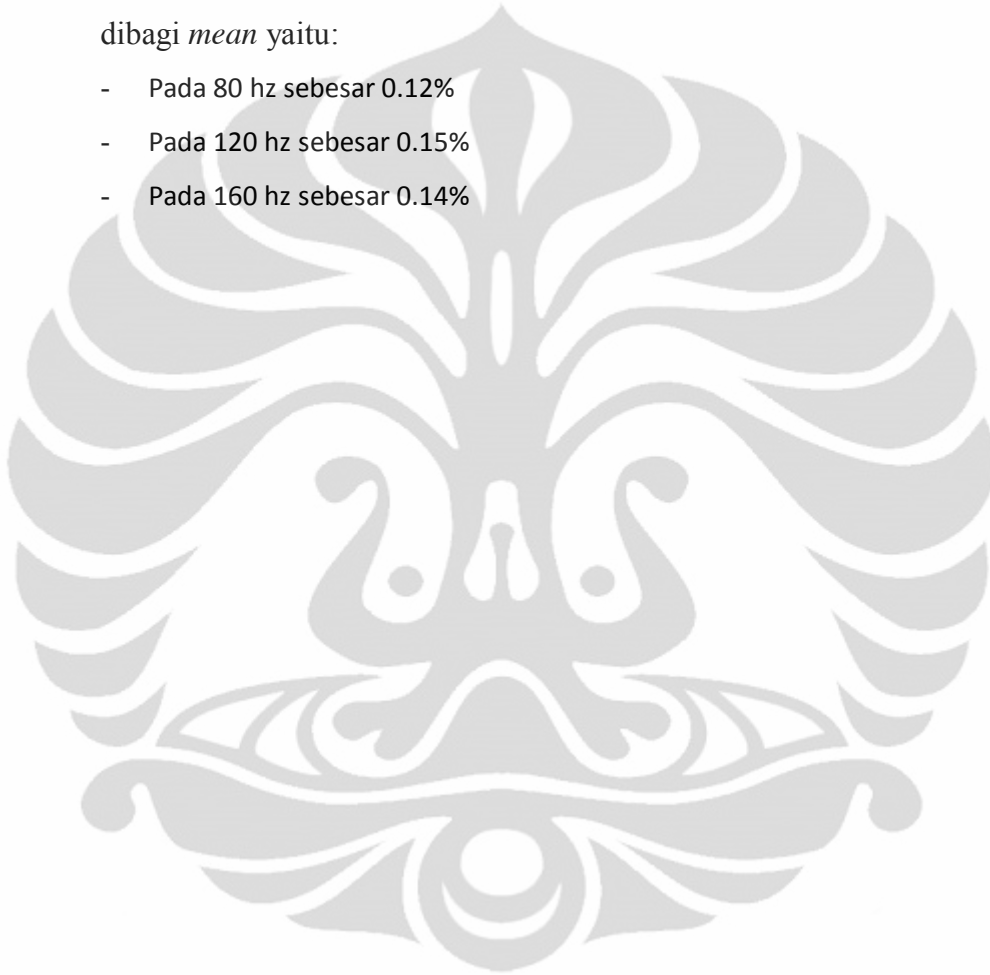 dibagi mean yaitu:
- Pada 80 hz sebesar 0.12%
- Pada 120 hz sebesar 0.15%
- Pada 160 hz sebesar 0.14%